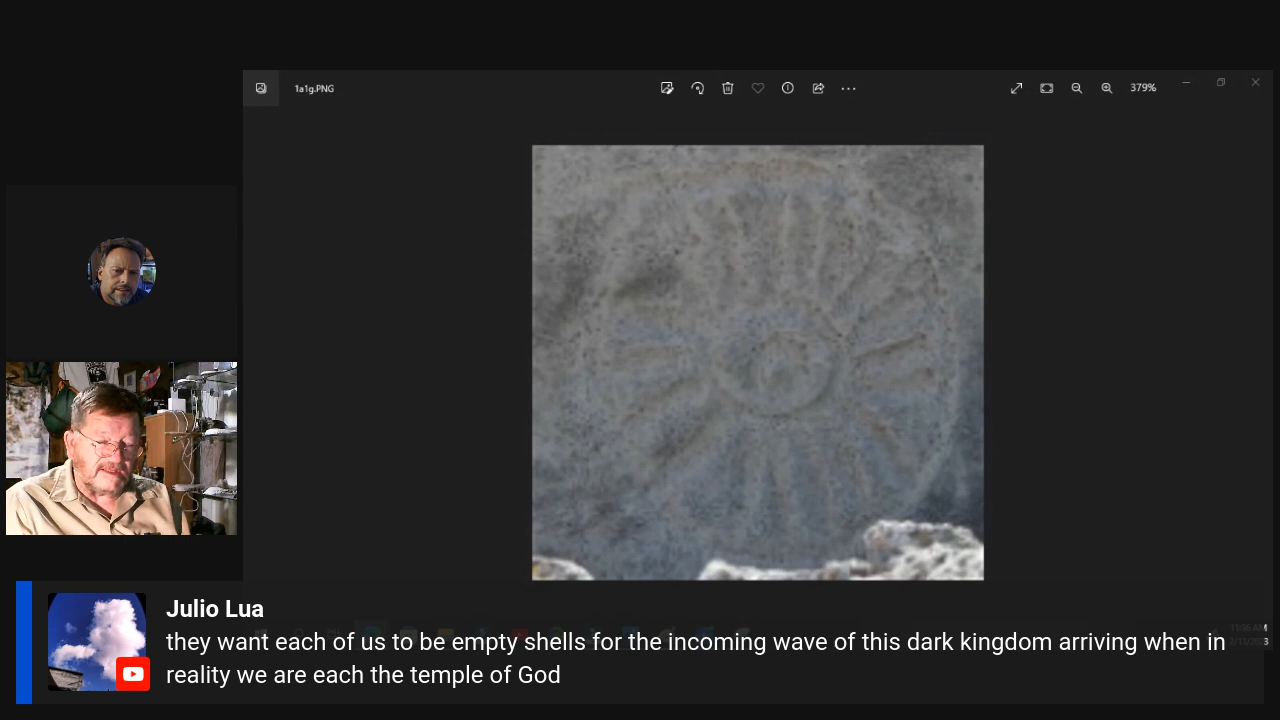 1a1g.PNG
379%
Julio Lua
they want each of us to be empty shells for the incoming wave of this dark kingdom arriving when in
reality we are each the temple of God